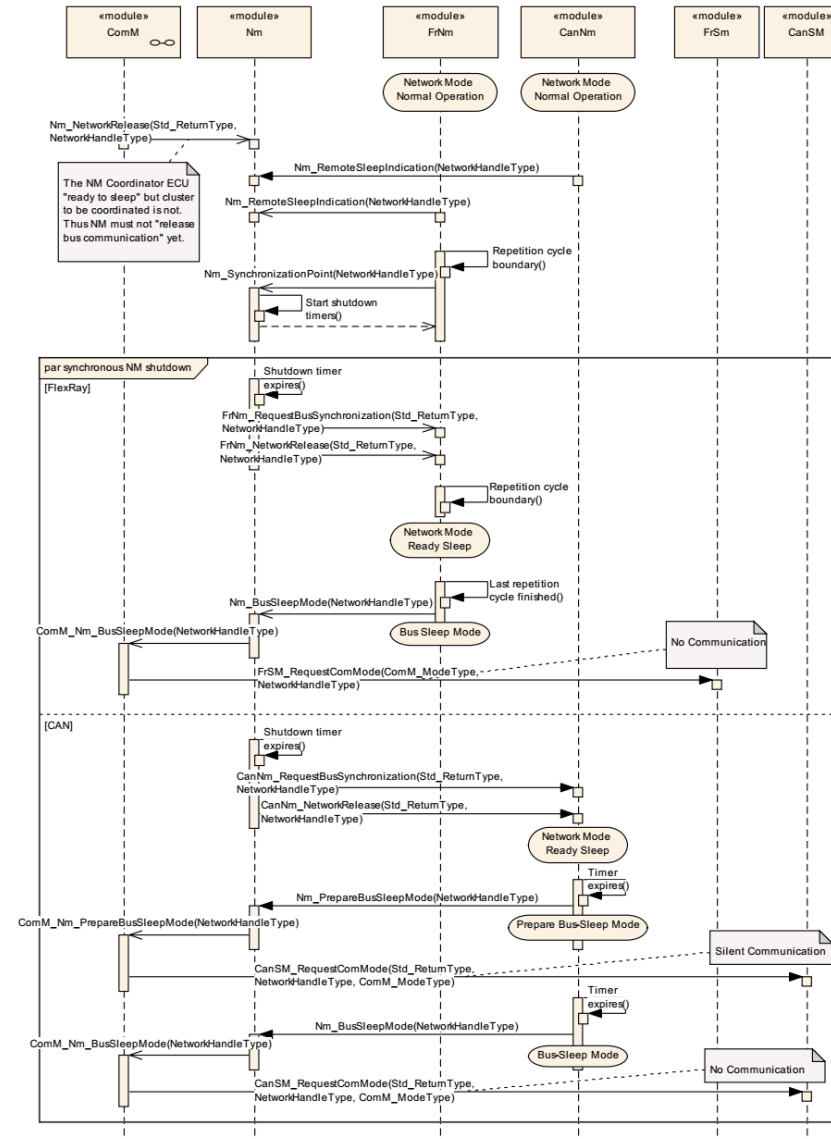 «module»
ComM
«module»
Nm
«module»
FrNm
«module»
CanNm
«module»
FrSm
«module»
CanSM
Network Mode
Normal Operation
Network Mode
Normal Operation
Nm_NetworkRelease(Std_ReturnType,
NetworkHandleType)
The NM Coordinator ECU
"ready to sleep" but cluster
to be coordinated is not.
Thus NM must not "release
bus communication" yet.
Nm_RemoteSleepIndication(NetworkHandleType)
Nm_RemoteSleepIndication(NetworkHandleType)
Repetition cycle
boundary()
Nm_SynchronizationPoint(NetworkHandleType)
Start shutdown
timers()
par synchronous NM shutdown
[FlexRay]
Shutdown timer
expires()
FrNm_RequestBusSynchronization(Std_ReturnType,
NetworkHandleType)
FrNm_NetworkRelease(Std_ReturnType,
NetworkHandleType)
Repetition cycle
boundary()
Network Mode
Ready Sleep
Last repetition
cycle finished()
Nm_BusSleepMode(NetworkHandleType)
Bus Sleep Mode
ComM_Nm_BusSleepMode(NetworkHandleType)
No Communication
FrSM_RequestComMode(ComM_ModeType,
NetworkHandleType)
[CAN]
Shutdown timer
expires()
CanNm_RequestBusSynchronization(Std_ReturnType,
NetworkHandleType)
CanNm_NetworkRelease(Std_ReturnType,
NetworkHandleType)
Network Mode
Ready Sleep
Timer
expires()
Nm_PrepareBusSleepMode(NetworkHandleType)
Prepare Bus-Sleep Mode
ComM_Nm_PrepareBusSleepMode(NetworkHandleType)
Silent Communication
CanSM_RequestComMode(Std_ReturnType,
NetworkHandleType, ComM_ModeType)
Timer
expires()
Nm_BusSleepMode(NetworkHandleType)
Bus-Sleep Mode
ComM_Nm_BusSleepMode(NetworkHandleType)
No Communication
CanSM_RequestComMode(Std_ReturnType,
NetworkHandleType, ComM_ModeType)